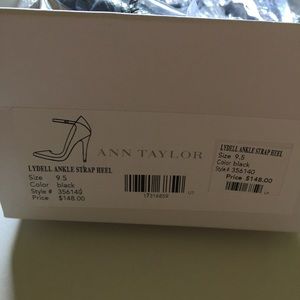 ANN TAYLOR
LYDELL ANKLE STRAP HEEL
Size 9.5
Color black
Style # 356140
Price $148.00
17316859
LYDELL ANKLE STRAP HEEL
Size 9.5
Color black
Style # 356140
Price $148.00